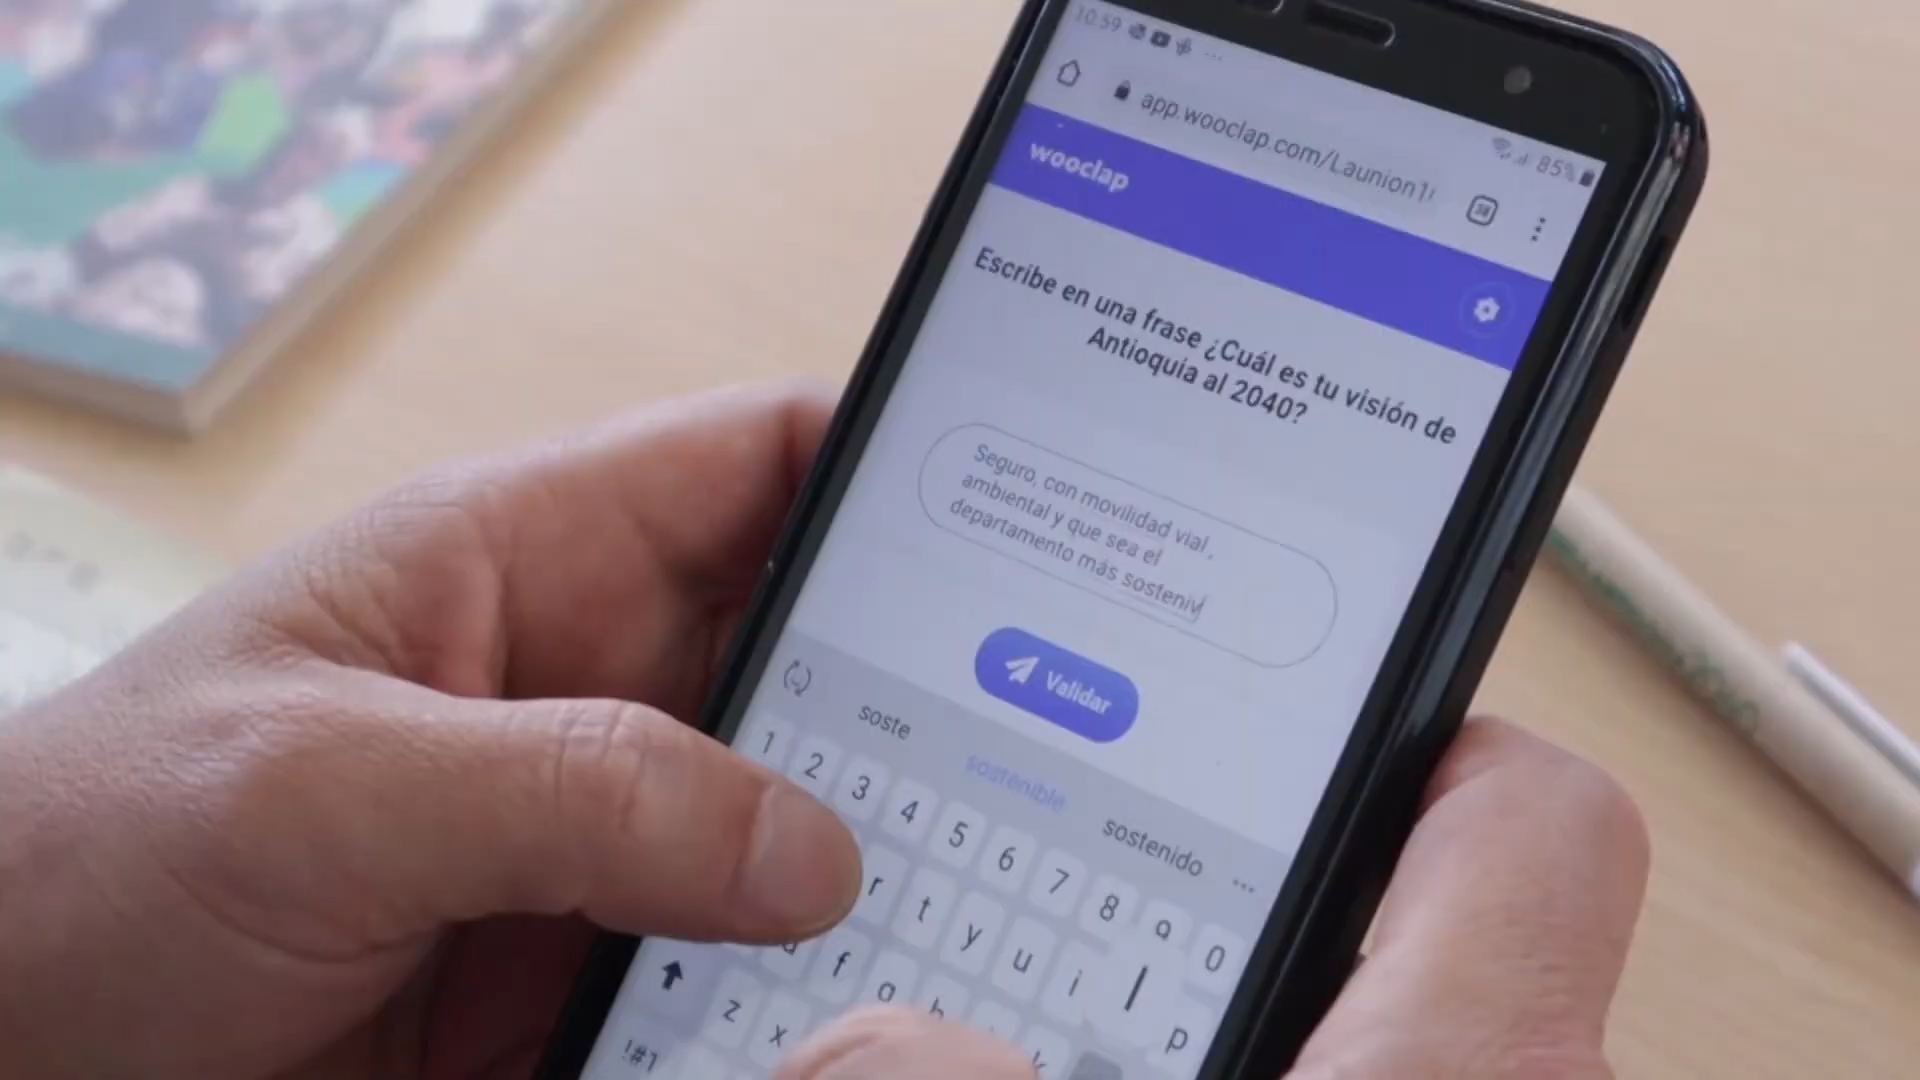 10:59
85%
app.wooclap.com/Launion1
wooclap
Escribe en una frase ¿Cuál es tu visión de
Antioquia al 2040?
Seguro, con movilidad vial ,
ambiental y que sea el
departamento más sosteniv
Validar
soste sostenible sostenido ...
1 2 3 4 5 6 7 8 9 0
r t y u i p
d f g h k
z x
!#1